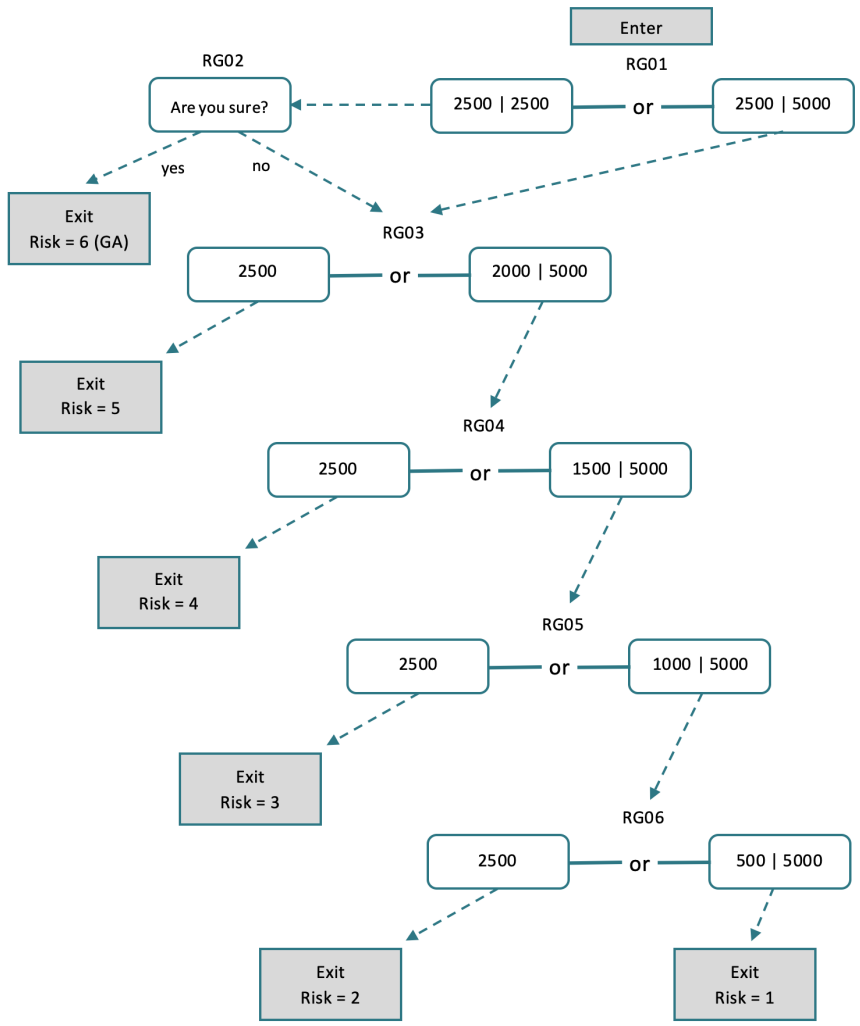 Enter
RG01
2500 | 2500 or 2500 | 5000
RG02
Are you sure?
yes
no
Exit
Risk = 6 (GA)
RG03
2500 or 2000 | 5000
Exit
Risk = 5
RG04
2500 or 1500 | 5000
Exit
Risk = 4
RG05
2500 or 1000 | 5000
Exit
Risk = 3
RG06
2500 or 500 | 5000
Exit
Risk = 2
Exit
Risk = 1